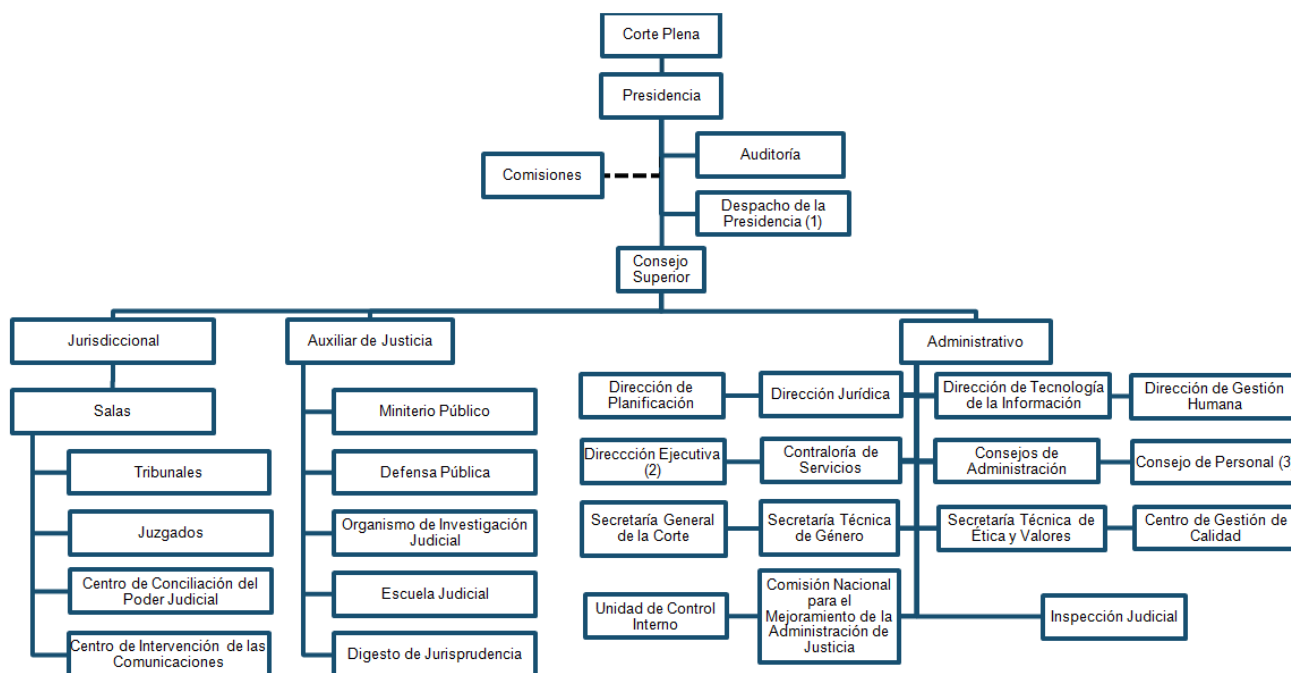 Corte Plena
Presidencia
Auditoría
Comisiones
Despacho de la
Presidencia (1)
Consejo
Superior
Jurisdiccional
Auxiliar de Justicia
Administrativo
Salas
Tribunales
Juzgados
Centro de Conciliación del
Poder Judicial
Centro de Intervención de las
Comunicaciones
Miniterio Público
Defensa Pública
Organismo de Investigación
Judicial
Escuela Judicial
Digesto de Jurisprudencia
Dirección de
Planificación
Dirección Jurídica
Dirección de Tecnología
de la Información
Dirección de Gestión
Humana
Direccción Ejecutiva
(2)
Contraloría de
Servicios
Consejos de
Administración
Consejo de Personal (3
Secretaría General
de la Corte
Secretaría Técnica
de Género
Secretaría Técnica de
Ética y Valores
Centro de Gestión de
Calidad
Unidad de Control
Interno
Comisión Nacional
para el
Mejoramiento de la
Administración de
Justicia
Inspección Judicial